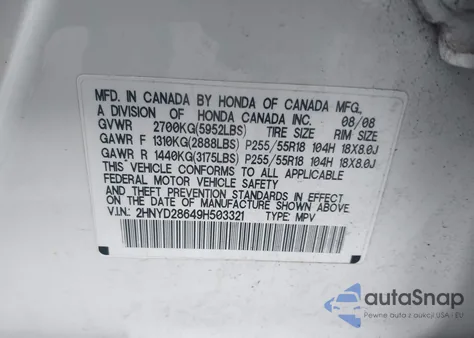 MFD. IN CANADA BY HONDA OF CANADA MFG.
A DIVISION OF HONDA CANADA INC. 08/08
GVWR 2700KG(5952LBS) TIRE SIZE RIM SIZE
GAWR F 1310KG(2888LBS) P255/55R18 104H 18X8.0J
GAWR R 1440KG(3175LBS) P255/55R18 104H 18X8.0J
THIS VEHICLE CONFORMS TO ALL APPLICABLE
FEDERAL MOTOR VEHICLE SAFETY
AND THEFT PREVENTION STANDARDS IN EFFECT
ON THE DATE OF MANUFACTURE SHOWN ABOVE.
V.I.N.: 2HNYD28649H503321 TYPE: MPV
autoSnap
Pewne auta z aukcji USA i EU